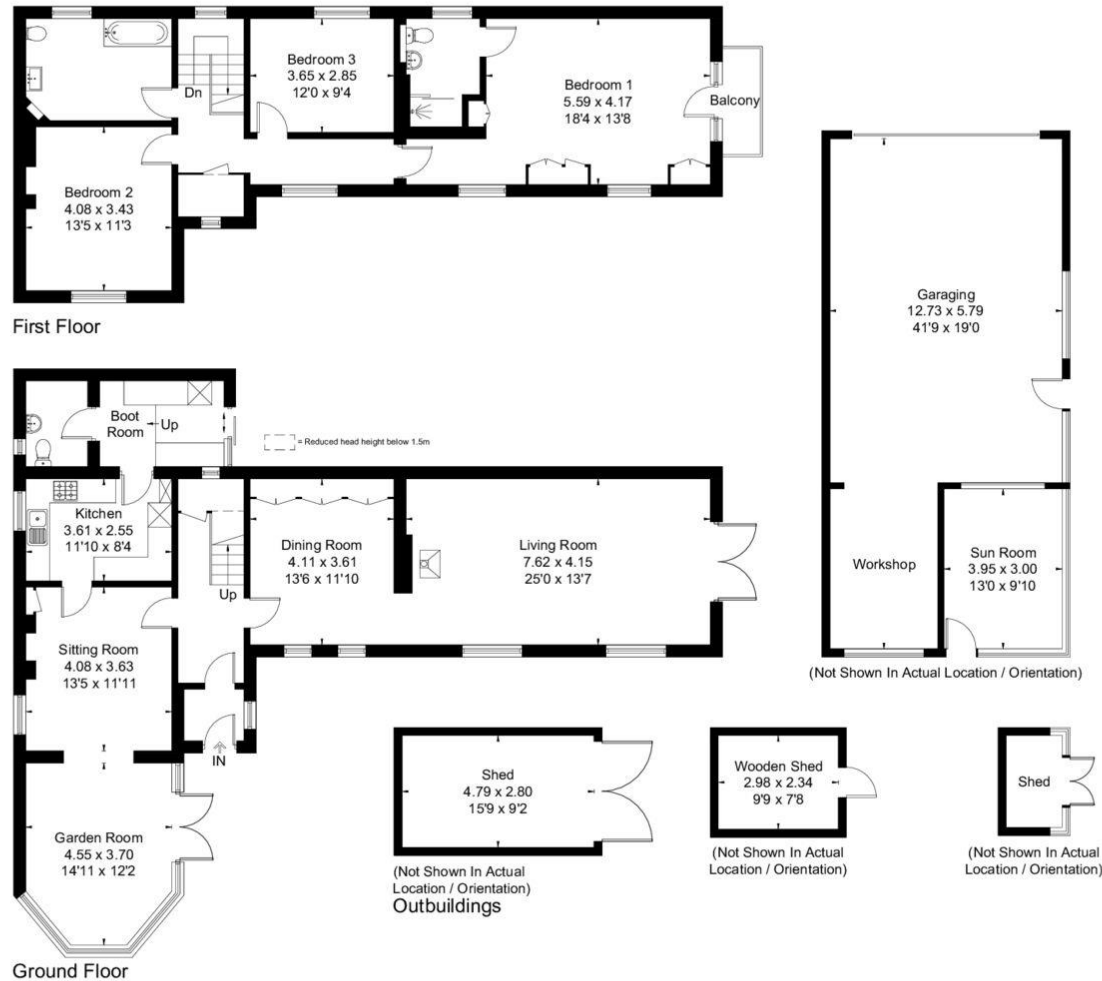 Bedroom 3
3.65 x 2.85
12'0 x 9'4
Dn
Bedroom 1
5.59 x 4.17
18'4 x 13'8
Balcony
Bedroom 2
4.08 x 3.43
13'5 x 11'3
First Floor
Garaging
12.73 x 5.79
41'9 x 19'0
Workshop
Sun Room
3.95 x 3.00
13'0 x 9'10
(Not Shown In Actual Location / Orientation)
Boot
Room
Up
= Reduced head height below 1.5m
Kitchen
3.61 x 2.55
11'10 x 8'4
Dining Room
4.11 x 3.61
13'6 x 11'10
Living Room
7.62 x 4.15
25'0 x 13'7
Up
Sitting Room
4.08 x 3.63
13'5 x 11'11
IN
Garden Room
4.55 x 3.70
14'11 x 12'2
Ground Floor
Shed
4.79 x 2.80
15'9 x 9'2
(Not Shown In Actual
Location / Orientation)
Outbuildings
Wooden Shed
2.98 x 2.34
9'9 x 7'8
(Not Shown In Actual
Location / Orientation)
Shed
(Not Shown In Actual
Location / Orientation)